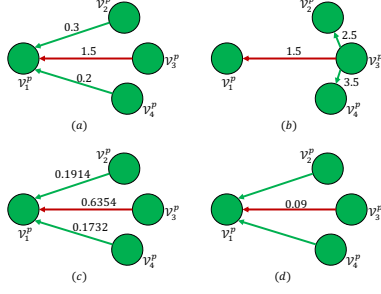 𝒱₂ᵖ
0.3
1.5
𝒱₁ᵖ
𝒱₃ᵖ
0.2
𝒱₄ᵖ
(a)
𝒱₂ᵖ
2.5
1.5
𝒱₁ᵖ
𝒱₃ᵖ
3.5
𝒱₄ᵖ
(b)
𝒱₂ᵖ
0.1914
0.6354
𝒱₁ᵖ
𝒱₃ᵖ
0.1732
𝒱₄ᵖ
(c)
𝒱₂ᵖ
0.09
𝒱₁ᵖ
𝒱₃ᵖ
𝒱₄ᵖ
(d)